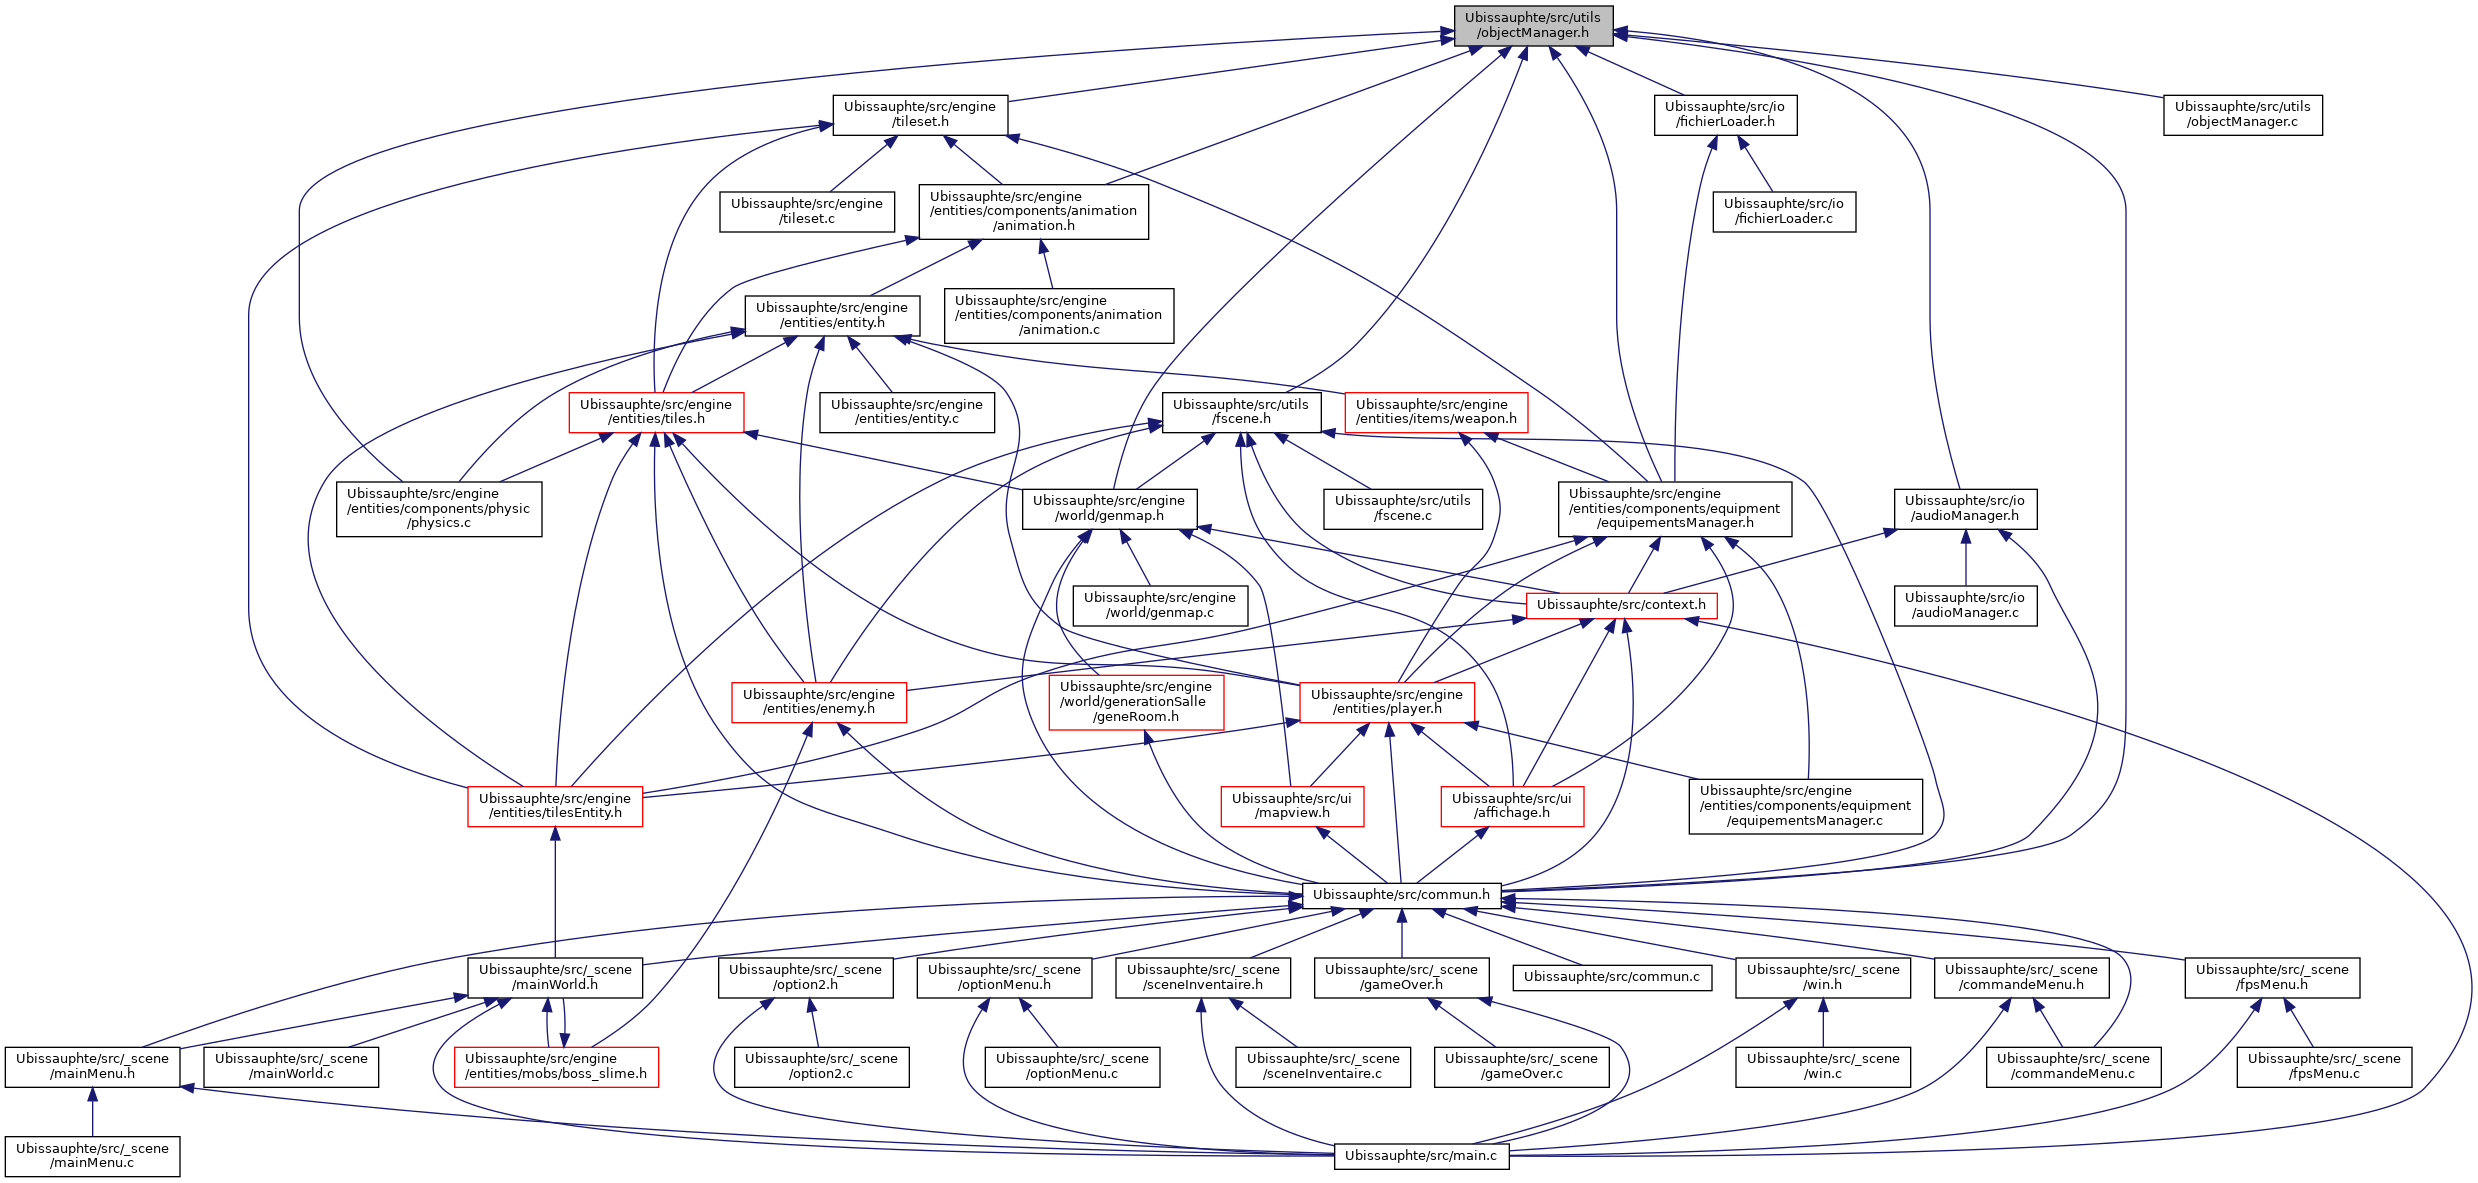 Ubissauphte/src/utils
/objectManager.h
Ubissauphte/src/engine
/tileset.h
Ubissauphte/src/io
/fichierLoader.h
Ubissauphte/src/utils
/objectManager.c
Ubissauphte/src/engine
/tileset.c
Ubissauphte/src/engine
/entities/components/animation
/animation.h
Ubissauphte/src/io
/fichierLoader.c
Ubissauphte/src/engine
/entities/entity.h
Ubissauphte/src/engine
/entities/components/animation
/animation.c
Ubissauphte/src/engine
/entities/tiles.h
Ubissauphte/src/engine
/entities/entity.c
Ubissauphte/src/utils
/fscene.h
Ubissauphte/src/engine
/entities/items/weapon.h
Ubissauphte/src/engine
/entities/components/physic
/physics.c
Ubissauphte/src/engine
/world/genmap.h
Ubissauphte/src/utils
/fscene.c
Ubissauphte/src/engine
/entities/components/equipment
/equipementsManager.h
Ubissauphte/src/io
/audioManager.h
Ubissauphte/src/engine
/world/genmap.c
Ubissauphte/src/context.h
Ubissauphte/src/io
/audioManager.c
Ubissauphte/src/engine
/entities/enemy.h
Ubissauphte/src/engine
/world/generationSalle
/geneRoom.h
Ubissauphte/src/engine
/entities/player.h
Ubissauphte/src/engine
/entities/tilesEntity.h
Ubissauphte/src/ui
/mapview.h
Ubissauphte/src/ui
/affichage.h
Ubissauphte/src/engine
/entities/components/equipment
/equipementsManager.c
Ubissauphte/src/commun.h
Ubissauphte/src/_scene
/mainWorld.h
Ubissauphte/src/_scene
/option2.h
Ubissauphte/src/_scene
/optionMenu.h
Ubissauphte/src/_scene
/sceneInventaire.h
Ubissauphte/src/_scene
/gameOver.h
Ubissauphte/src/commun.c
Ubissauphte/src/_scene
/win.h
Ubissauphte/src/_scene
/commandeMenu.h
Ubissauphte/src/_scene
/fpsMenu.h
Ubissauphte/src/_scene
/mainMenu.h
Ubissauphte/src/_scene
/mainWorld.c
Ubissauphte/src/engine
/entities/mobs/boss_slime.h
Ubissauphte/src/_scene
/option2.c
Ubissauphte/src/_scene
/optionMenu.c
Ubissauphte/src/_scene
/sceneInventaire.c
Ubissauphte/src/_scene
/gameOver.c
Ubissauphte/src/_scene
/win.c
Ubissauphte/src/_scene
/commandeMenu.c
Ubissauphte/src/_scene
/fpsMenu.c
Ubissauphte/src/_scene
/mainMenu.c
Ubissauphte/src/main.c